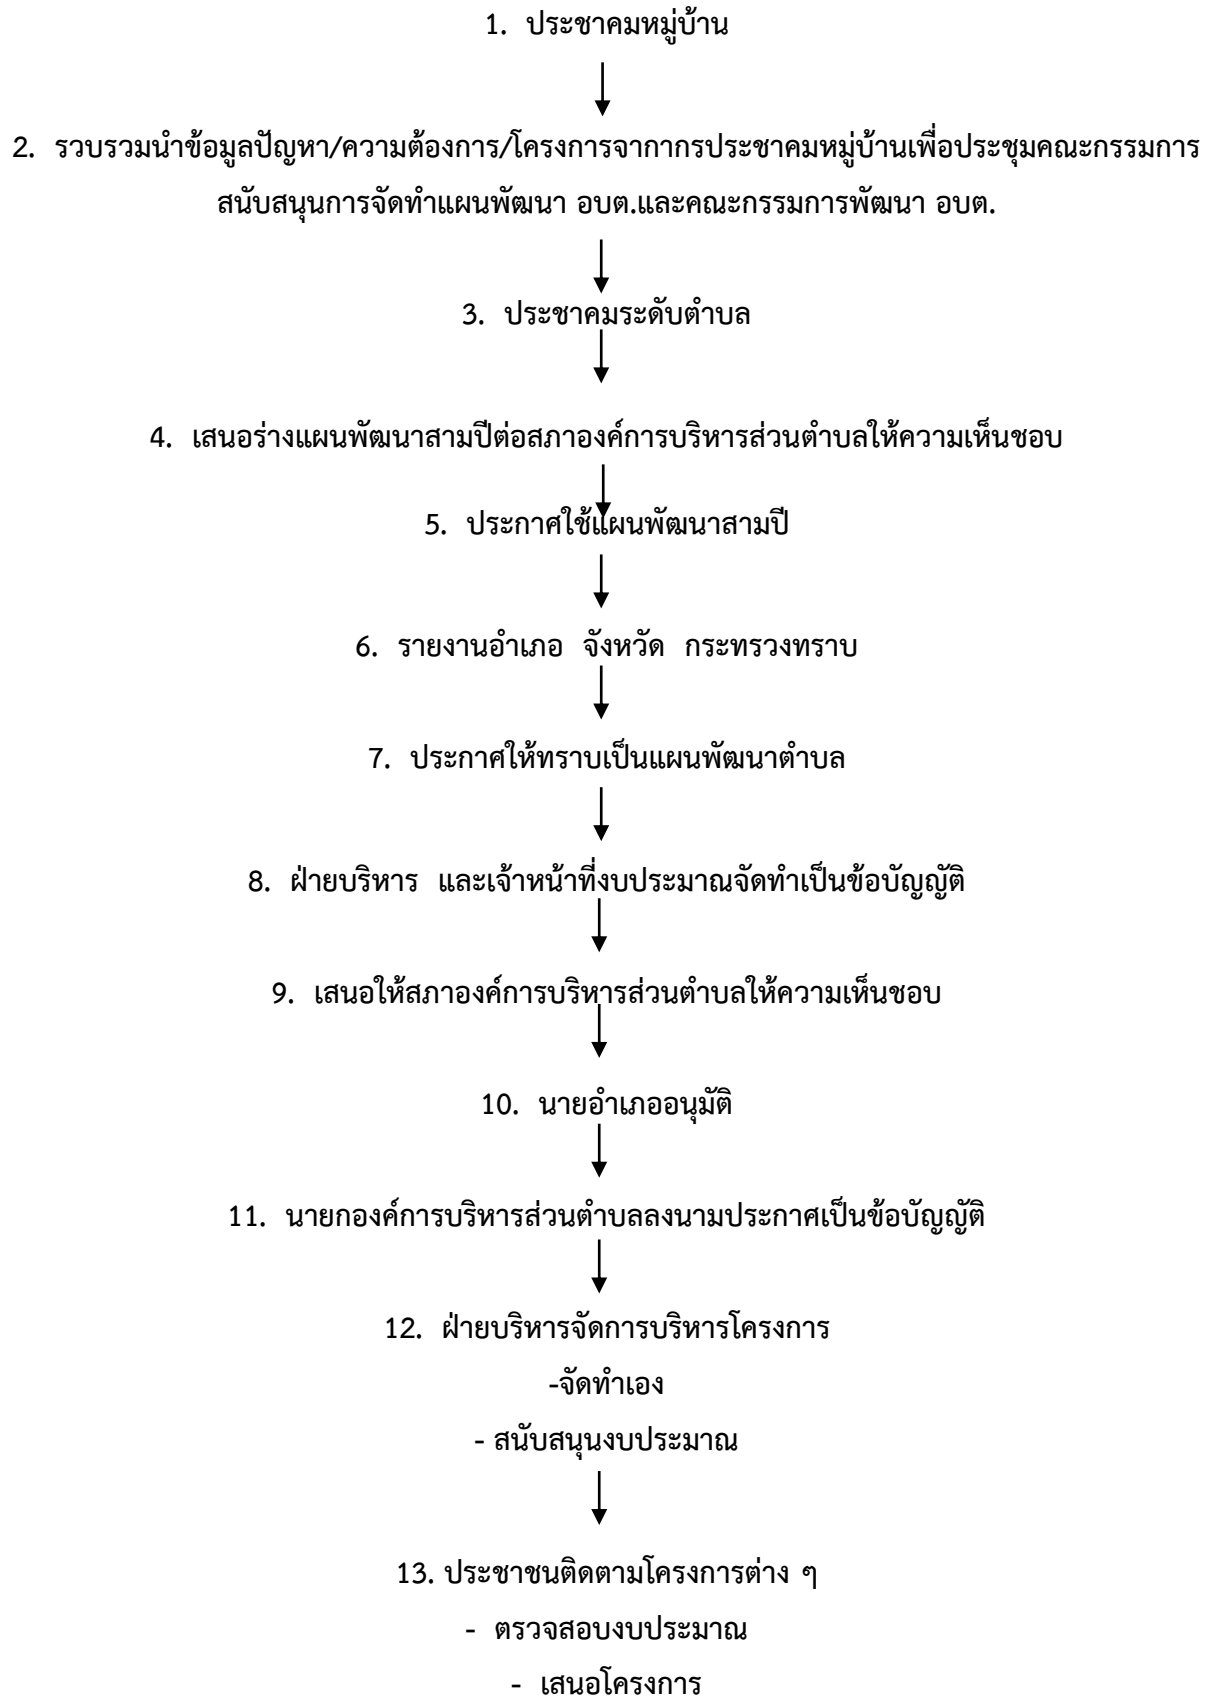 1. ประชาคมหมู่บ้าน
2. รวบรวมนำข้อมูลปัญหา/ความต้องการ/โครงการจากการประชาคมหมู่บ้านเพื่อประชุมคณะกรรมการ
สนับสนุนการจัดทำแผนพัฒนา อบต.และคณะกรรมการพัฒนา อบต.
3. ประชาคมระดับตำบล
4. เสนอร่างแผนพัฒนาสามปีต่อสภาองค์การบริหารส่วนตำบลให้ความเห็นชอบ
5. ประกาศใช้แผนพัฒนาสามปี
6. รายงานอำเภอ จังหวัด กระทรวงทราบ
7. ประกาศให้ทราบเป็นแผนพัฒนาตำบล
8. ฝ่ายบริหาร และเจ้าหน้าที่งบประมาณจัดทำเป็นข้อบัญญัติ
9. เสนอให้สภาองค์การบริหารส่วนตำบลให้ความเห็นชอบ
10. นายอำเภออนุมัติ
11. นายกองค์การบริหารส่วนตำบลลงนามประกาศเป็นข้อบัญญัติ
12. ฝ่ายบริหารจัดการบริหารโครงการ
-จัดทำเอง
- สนับสนุนงบประมาณ
13. ประชาชนติดตามโครงการต่าง ๆ
- ตรวจสอบงบประมาณ
- เสนอโครงการ